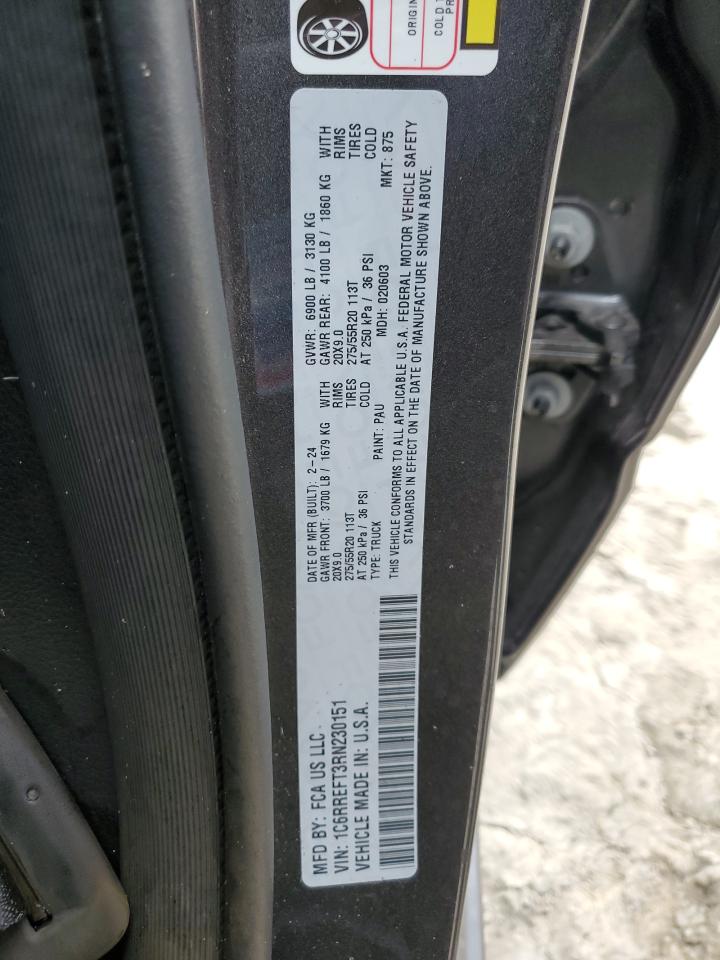 ORIGIN
COLD T
PR
MFD BY: FCA US LLC
VIN: 1C6RREFT3RN230151
VEHICLE MADE IN: U.S.A.
DATE OF MFR (BUILT): 2-24 GVWR: 6900 LB / 3130 KG
GAWR FRONT: 3700 LB / 1679 KG WITH GAWR REAR: 4100 LB / 1860 KG WITH
20X9.0 RIMS 20X9.0 RIMS
275/55R20 113T TIRES 275/55R20 113T TIRES
AT 250 kPa / 36 PSI COLD AT 250 kPa / 36 PSI COLD
TYPE: TRUCK PAINT: PAU MDH: 020603 MKT: 875
THIS VEHICLE CONFORMS TO ALL APPLICABLE U.S.A. FEDERAL MOTOR VEHICLE SAFETY
STANDARDS IN EFFECT ON THE DATE OF MANUFACTURE SHOWN ABOVE.